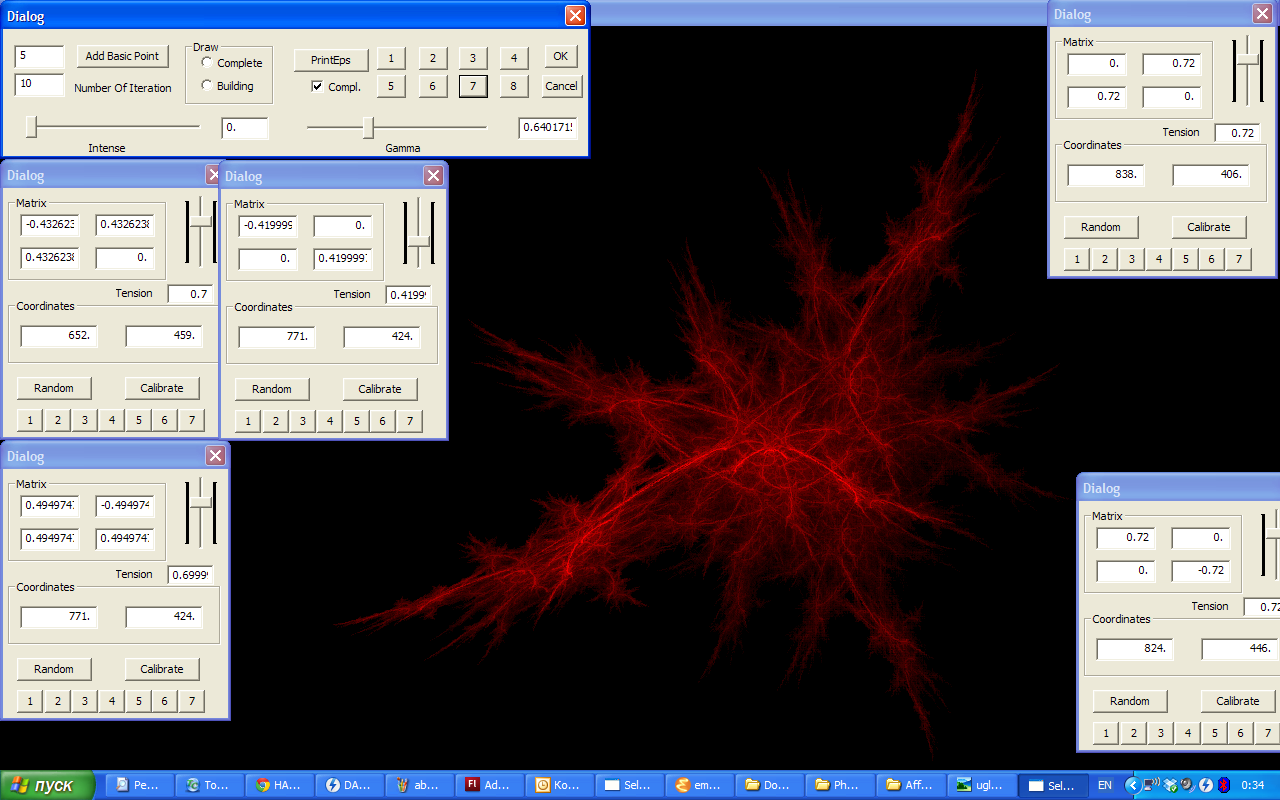 Dialog
5
Add Basic Point
10
Number Of Iteration
Draw
Complete
Building
PrintEps
Compl.
1 2 3 4 OK
5 6 7 8 Cancel
0.
Intense
0.6401715
Gamma
Dialog
Matrix
-0.432623 0.4326238
0.4326238 0.
Tension 0.7
Coordinates
652. 459.
Random Calibrate
1 2 3 4 5 6 7
Dialog
Matrix
-0.419999 0.
0. 0.4199997
Tension 0.4199
Coordinates
771. 424.
Random Calibrate
1 2 3 4 5 6 7
Dialog
Matrix
0.494974 -0.494974
0.494974 0.494974
Tension 0.6999
Coordinates
771. 424.
Random Calibrate
1 2 3 4 5 6 7
Dialog
Matrix
0. 0.72
0.72 0.
Tension 0.72
Coordinates
838. 406.
Random Calibrate
1 2 3 4 5 6 7
Dialog
Matrix
0.72 0.
0. -0.72
Tension 0.72
Coordinates
824. 446.
Random Calibrate
1 2 3 4 5 6 7
пуск Pe... To... HA... DA... ab... Ad... Ko... Sel... em... Do... Ph... Aff... ugl... Sel... EN 0:34